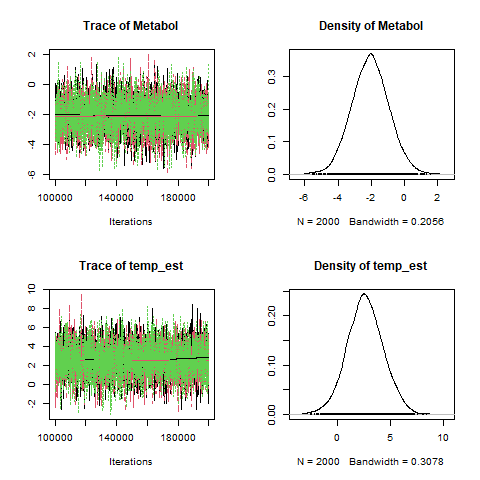 Trace of Metabol
2
0
-2
-4
-6
100000 140000 180000
Iterations
Density of Metabol
0.3
0.2
0.1
0.0
-6 -4 -2 0 2
N = 2000 Bandwidth = 0.2056
Trace of temp_est
10
8
6
4
2
0
-2
100000 140000 180000
Iterations
Density of temp_est
0.20
0.10
0.00
0 5 10
N = 2000 Bandwidth = 0.3078